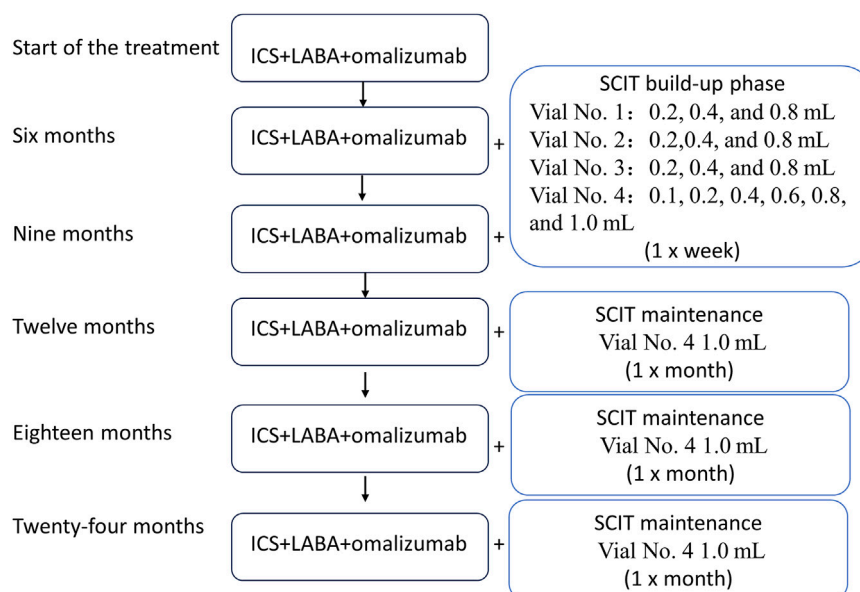 Start of the treatment
ICS+LABA+omalizumab
Six months
ICS+LABA+omalizumab
+
SCIT build-up phase
Vial No. 1：0.2, 0.4, and 0.8 mL
Vial No. 2：0.2,0.4, and 0.8 mL
Vial No. 3：0.2, 0.4, and 0.8 mL
Vial No. 4：0.1, 0.2, 0.4, 0.6, 0.8,
and 1.0 mL
(1 x week)
Nine months
ICS+LABA+omalizumab
+
Twelve months
ICS+LABA+omalizumab
+
SCIT maintenance
Vial No. 4 1.0 mL
(1 x month)
Eighteen months
ICS+LABA+omalizumab
+
SCIT maintenance
Vial No. 4 1.0 mL
(1 x month)
Twenty-four months
ICS+LABA+omalizumab
+
SCIT maintenance
Vial No. 4 1.0 mL
(1 x month)